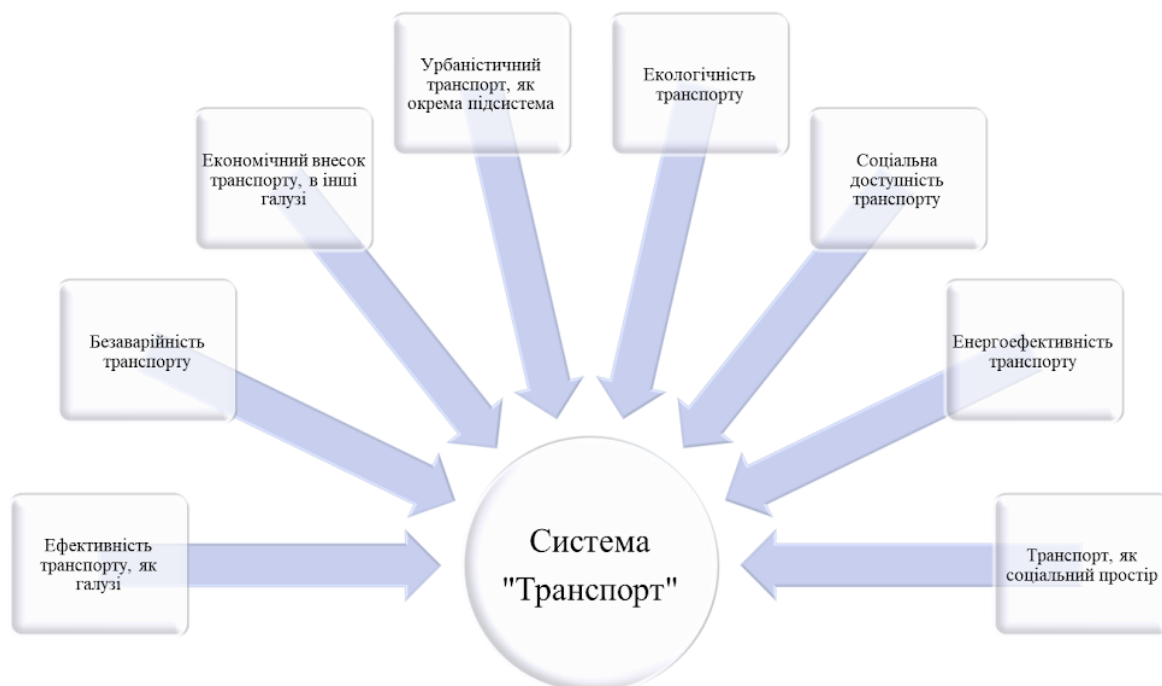 Урбаністичний
транспорт, як
окрема підсистема
Екологічність
транспорту
Економічний внесок
транспорту, в інші
галузі
Соціальна
доступність
транспорту
Безаварійність
транспорту
Енергоефективність
транспорту
Ефективність
транспорту, як
галузі
Система
"Транспорт"
Транспорт, як
соціальний простір